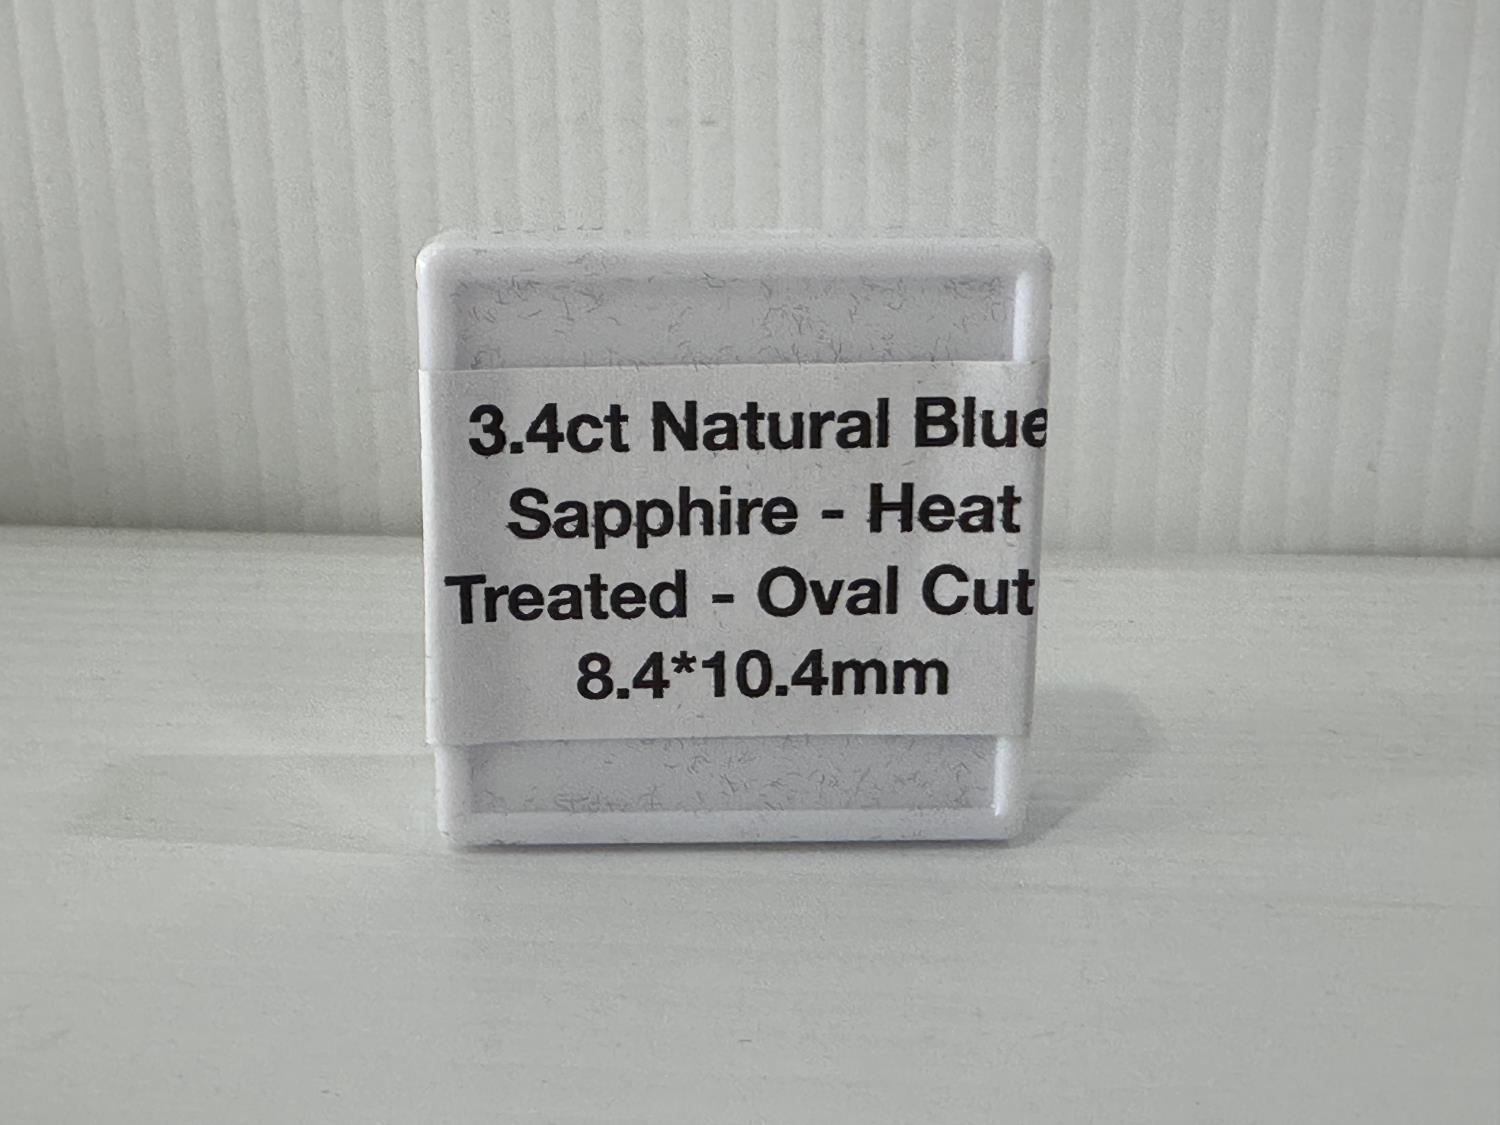 3.4ct Natural Blue
Sapphire - Heat
Treated - Oval Cut
8.4*10.4mm